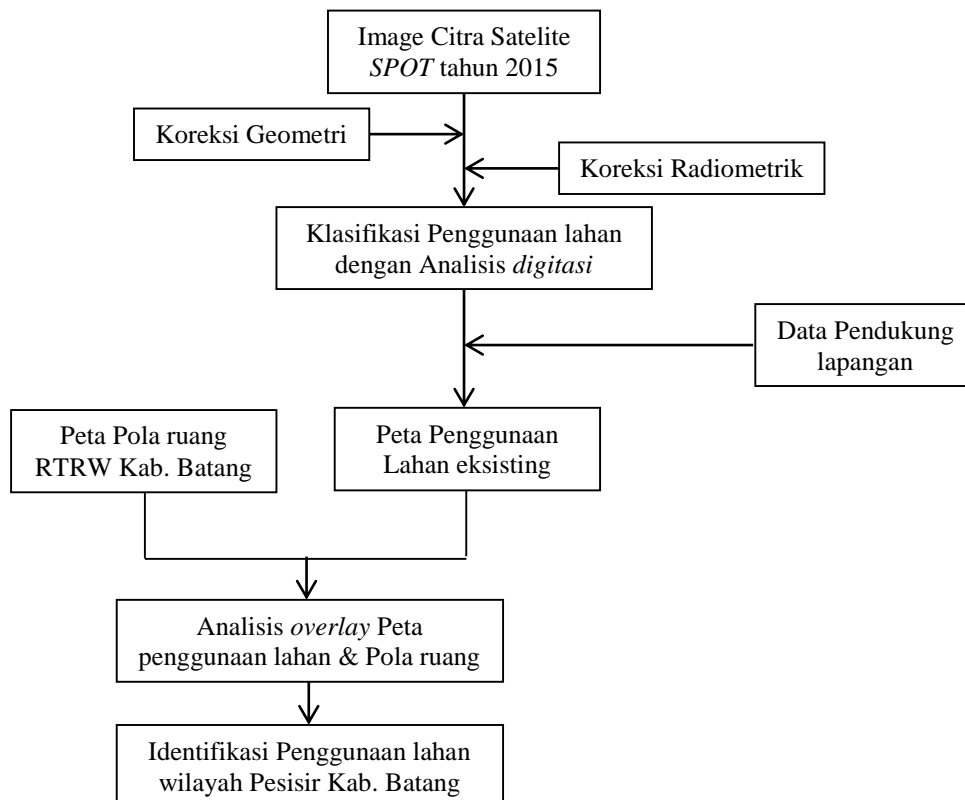 Image Citra Satelite
SPOT tahun 2015
Koreksi Geometri
Koreksi Radiometrik
Klasifikasi Penggunaan lahan
dengan Analisis digitasi
Data Pendukung
lapangan
Peta Pola ruang
RTRW Kab. Batang
Peta Penggunaan
Lahan eksisting
Analisis overlay Peta
penggunaan lahan & Pola ruang
Identifikasi Penggunaan lahan
wilayah Pesisir Kab. Batang